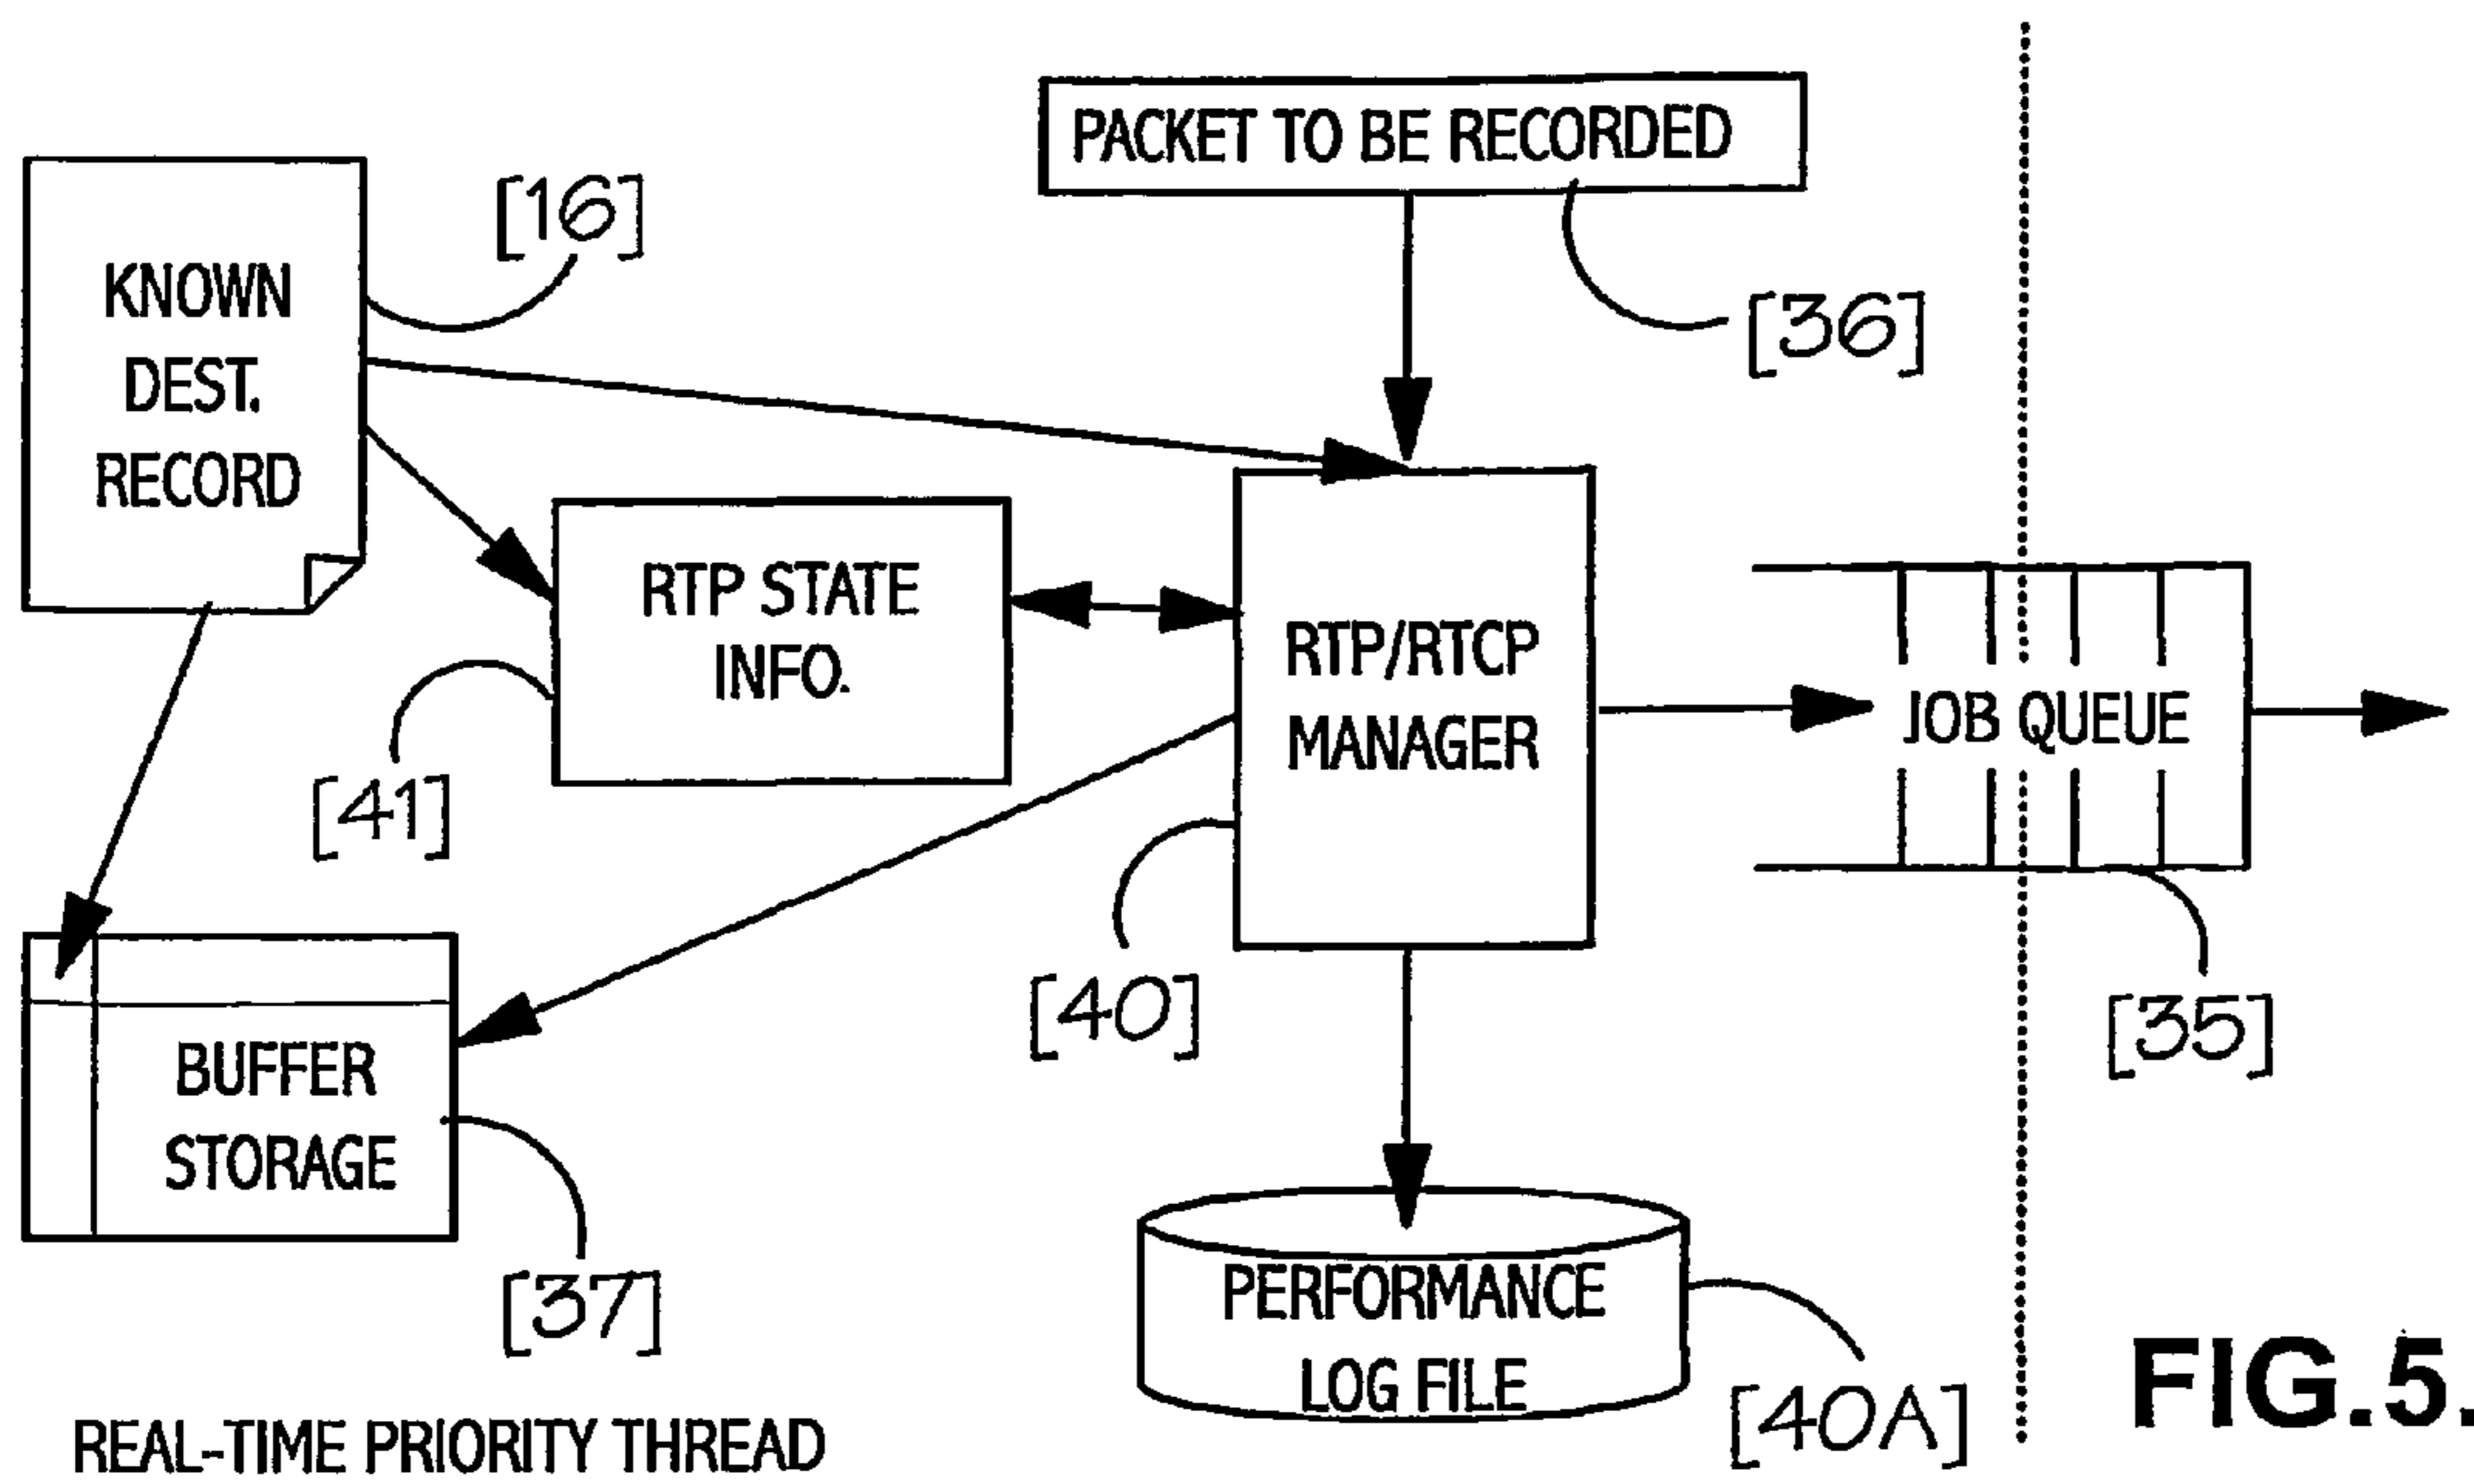 PACKET TO BE RECORDED
[16]
KNOWN
DEST.
RECORD
[36]
RTP STATE
INFO.
RTP/RTCP
MANAGER
JOB QUEUE
[41]
[40]
[35]
BUFFER
STORAGE
[37]
PERFORMANCE
LOG FILE
[40A]
FIG.5.
REAL-TIME PRIORITY THREAD